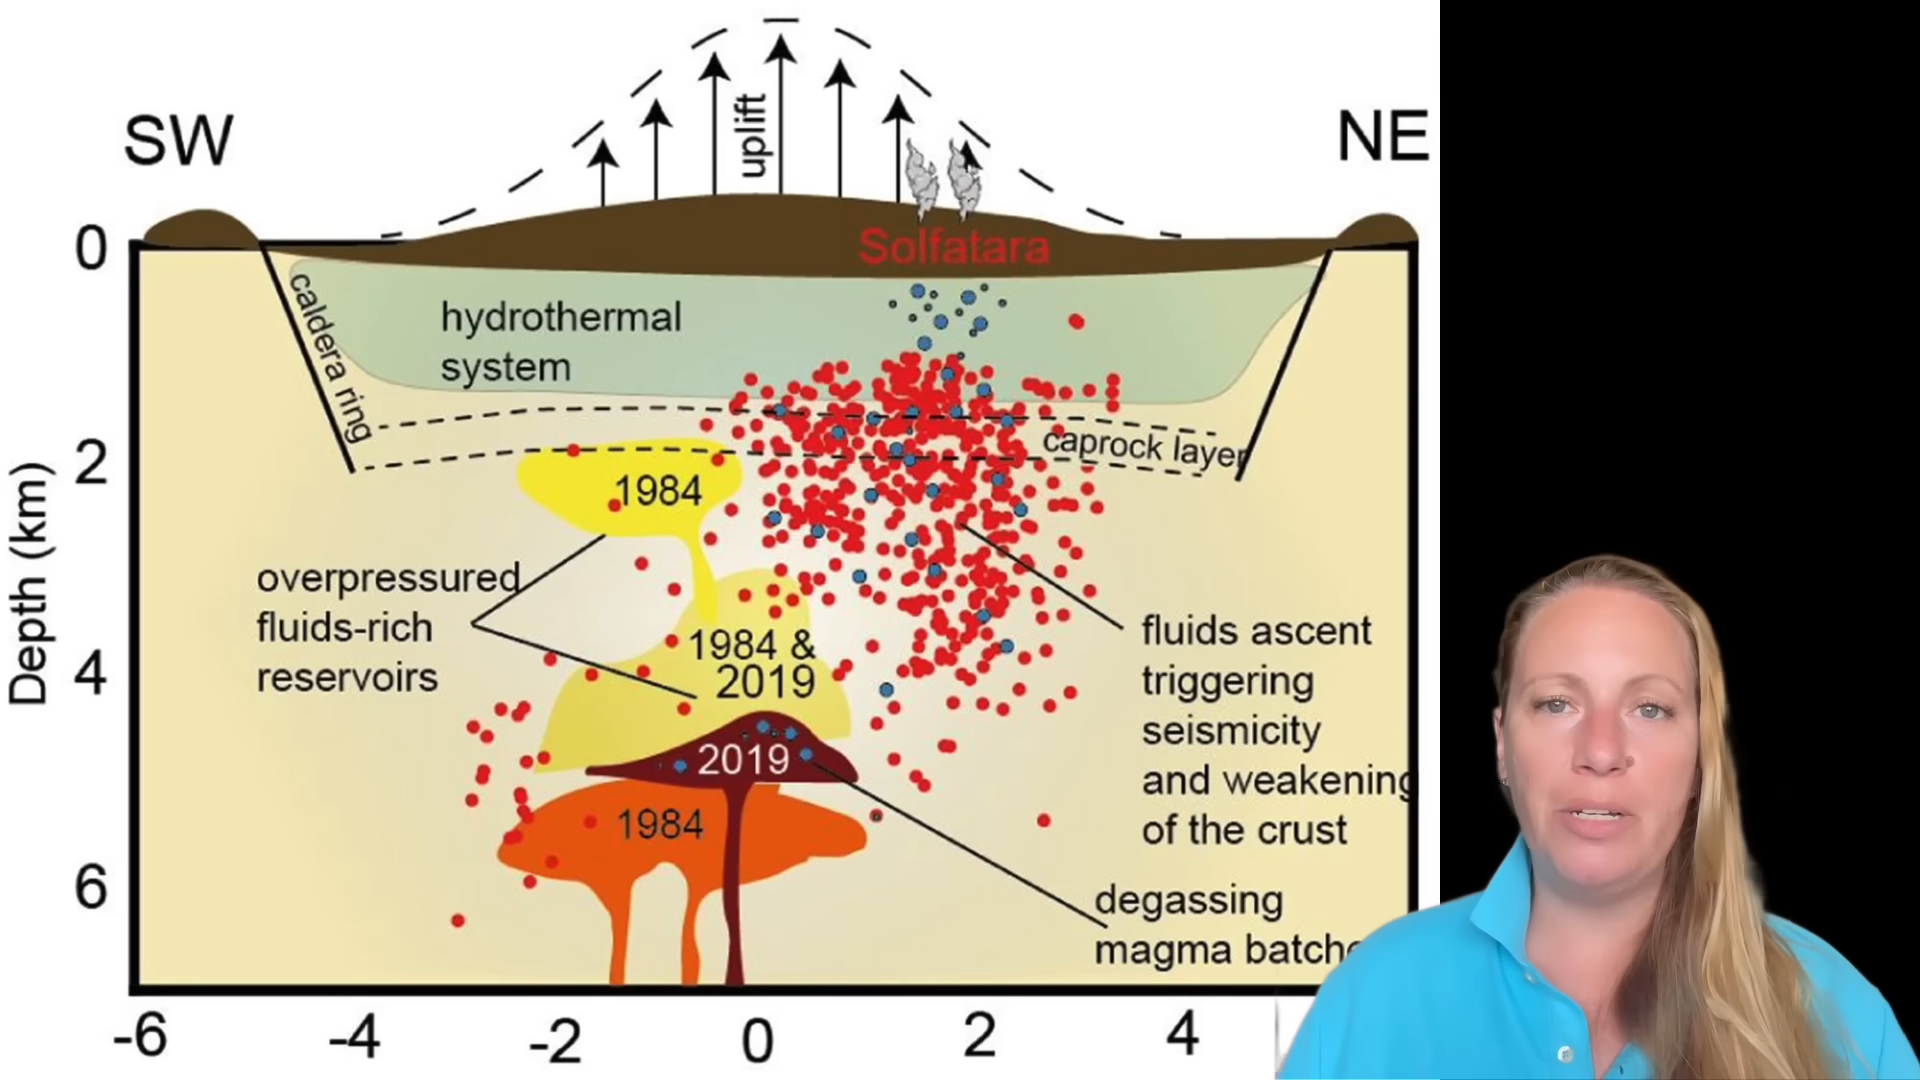 SW
NE
uplift
Solfatara
0
2
4
6
Depth (km)
caldera ring
hydrothermal
system
caprock layer
1984
overpressured
fluids-rich
reservoirs
1984 &
2019
2019
1984
fluids ascent
triggering
seismicity
and weakening
of the crust
degassing
magma batche
-6
-4
-2
0
2
4